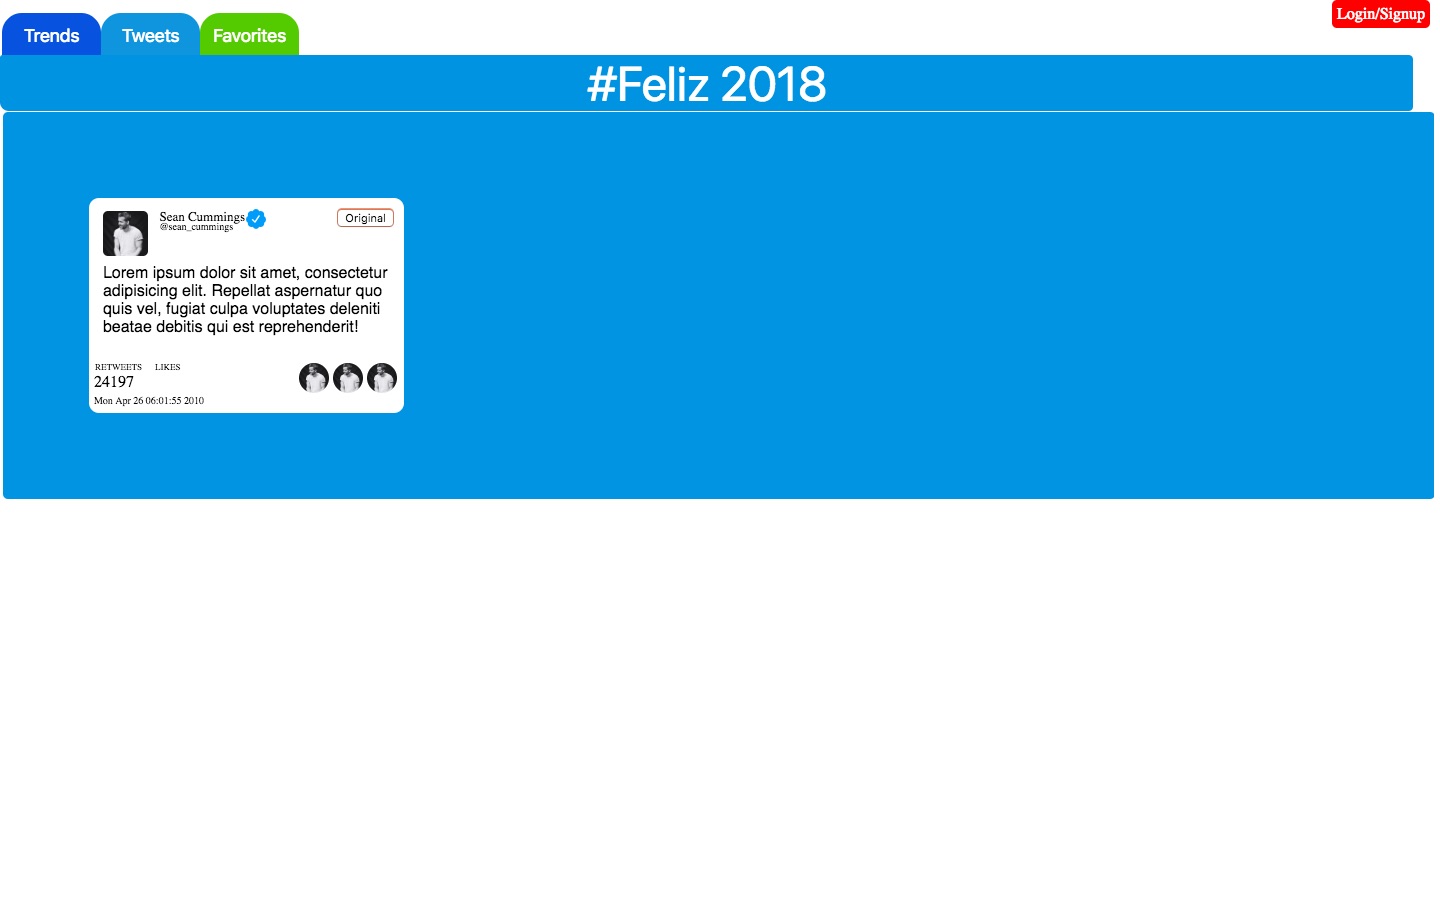 Login/Signup
Trends
Tweets
Favorites
#Feliz 2018
Sean Cummings
@sean_cummings
Original
Lorem ipsum dolor sit amet, consectetur
adipisicing elit. Repellat aspernatur quo
quis vel, fugiat culpa voluptates deleniti
beatae debitis qui est reprehenderit!
RETWEETS LIKES
24197
Mon Apr 26 06:01:55 2010